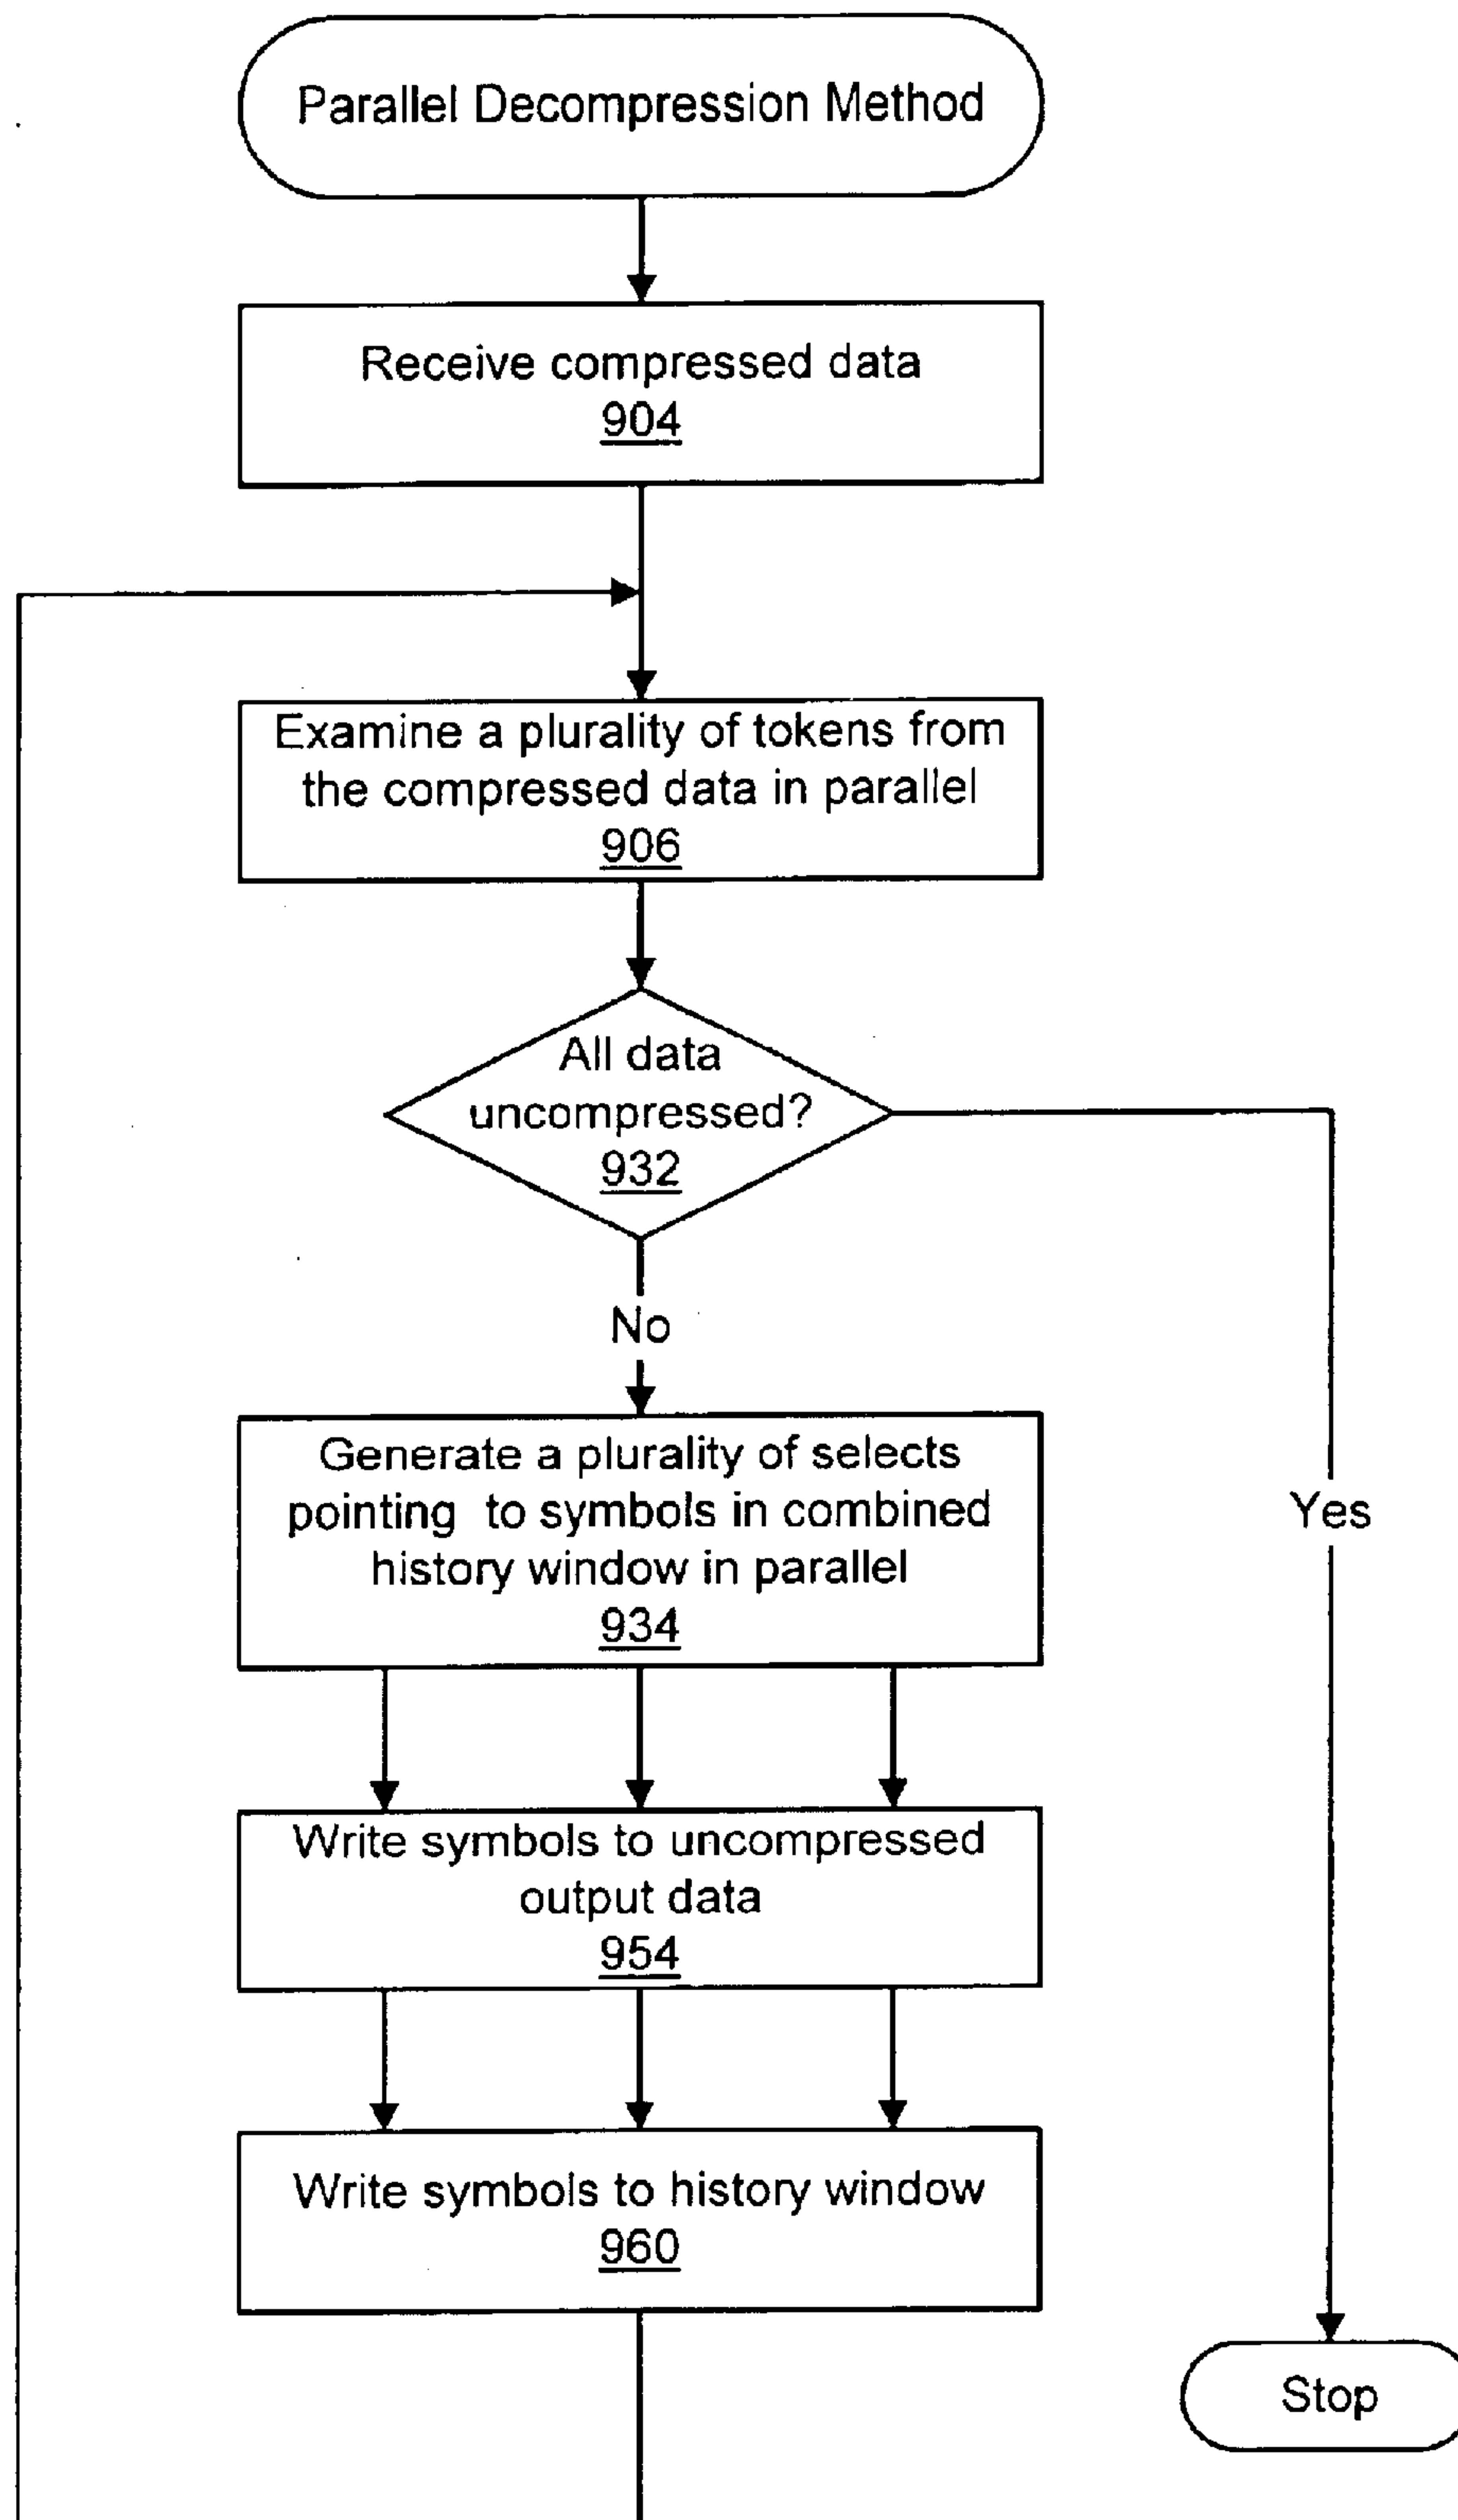 Parallel Decompression Method
Receive compressed data
904
Examine a plurality of tokens from
the compressed data in parallel
906
All data
uncompressed?
932
No
Generate a plurality of selects
pointing to symbols in combined
history window in parallel
934
Yes
Write symbols to uncompressed
output data
954
Write symbols to history window
960
Stop